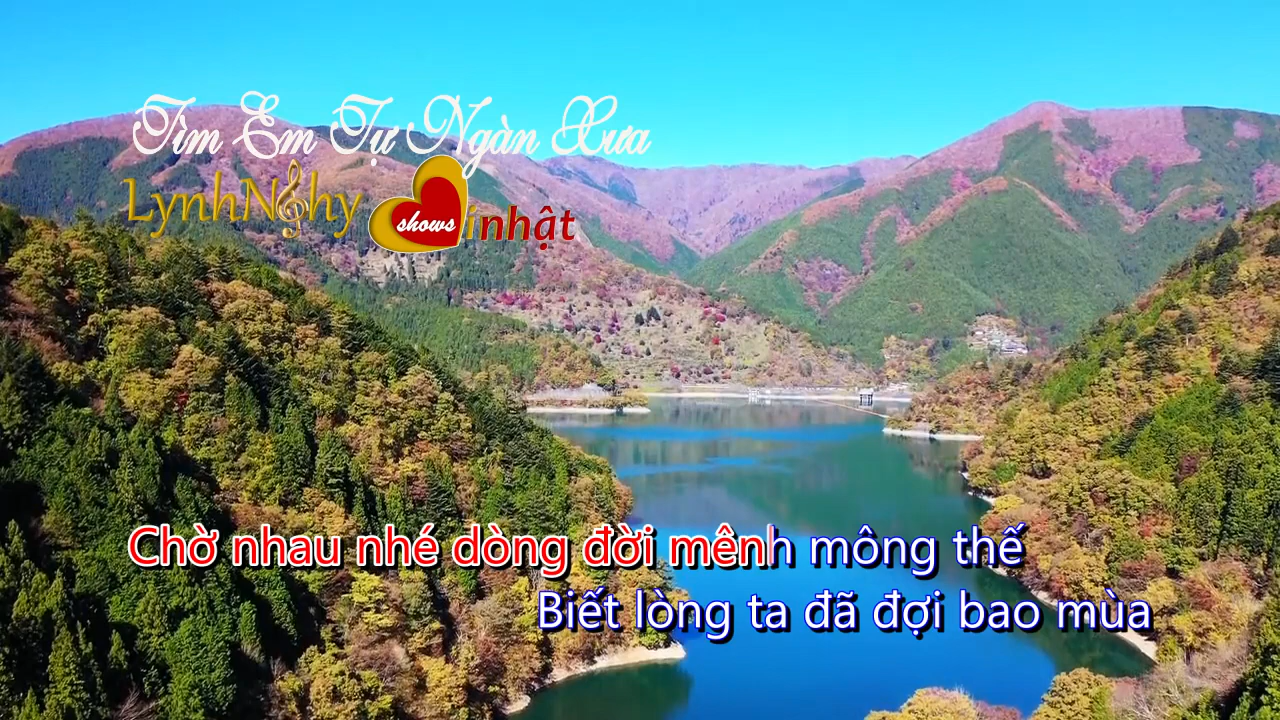 Tìm Em Tự Ngàn Xưa
LynhNghy shows inhật
Chờ nhau nhé dòng đời mênh mông thế
Biết lòng ta đã đợi bao mùa